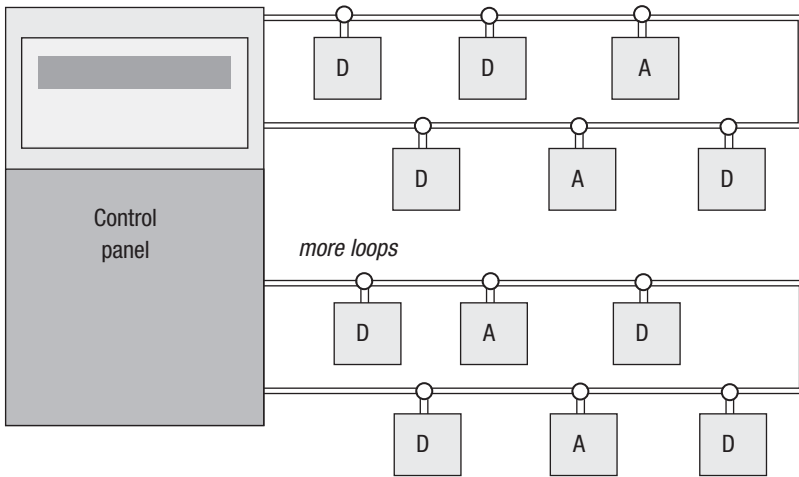 D D A
D A D
Control
panel
more loops
D A D
D A D